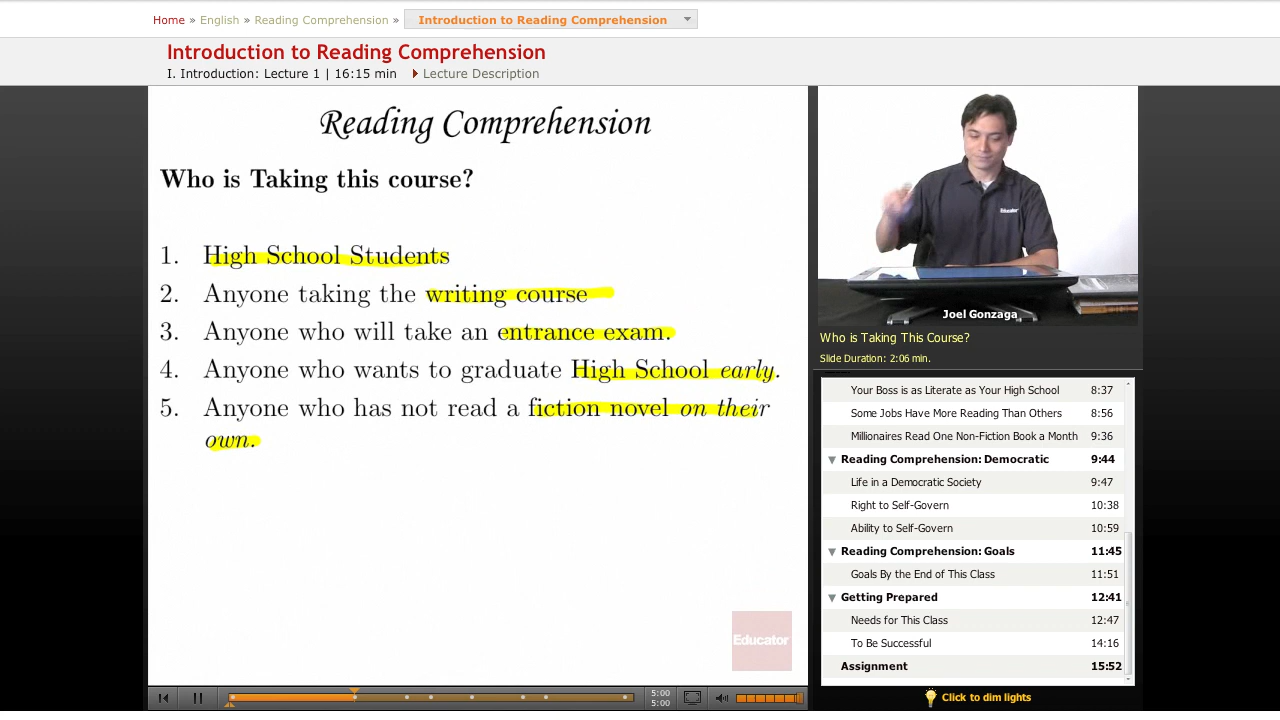 Home » English » Reading Comprehension » Introduction to Reading Comprehension
Introduction to Reading Comprehension
I. Introduction: Lecture 1 | 16:15 min Lecture Description
Reading Comprehension
Who is Taking this course?
1. High School Students
2. Anyone taking the writing course
3. Anyone who will take an entrance exam.
4. Anyone who wants to graduate High School early.
5. Anyone who has not read a fiction novel on their
own.
Educator
Educator
Joel Gonzaga
Who is Taking This Course?
Slide Duration: 2:06 min.
Your Boss is as Literate as Your High School 8:37
Some Jobs Have More Reading Than Others 8:56
Millionaires Read One Non-Fiction Book a Month 9:36
Reading Comprehension: Democratic 9:44
Life in a Democratic Society 9:47
Right to Self-Govern 10:38
Ability to Self-Govern 10:59
Reading Comprehension: Goals 11:45
Goals By the End of This Class 11:51
Getting Prepared 12:41
Needs for This Class 12:47
To Be Successful 14:16
Assignment 15:52
5:00
5:00
Click to dim lights